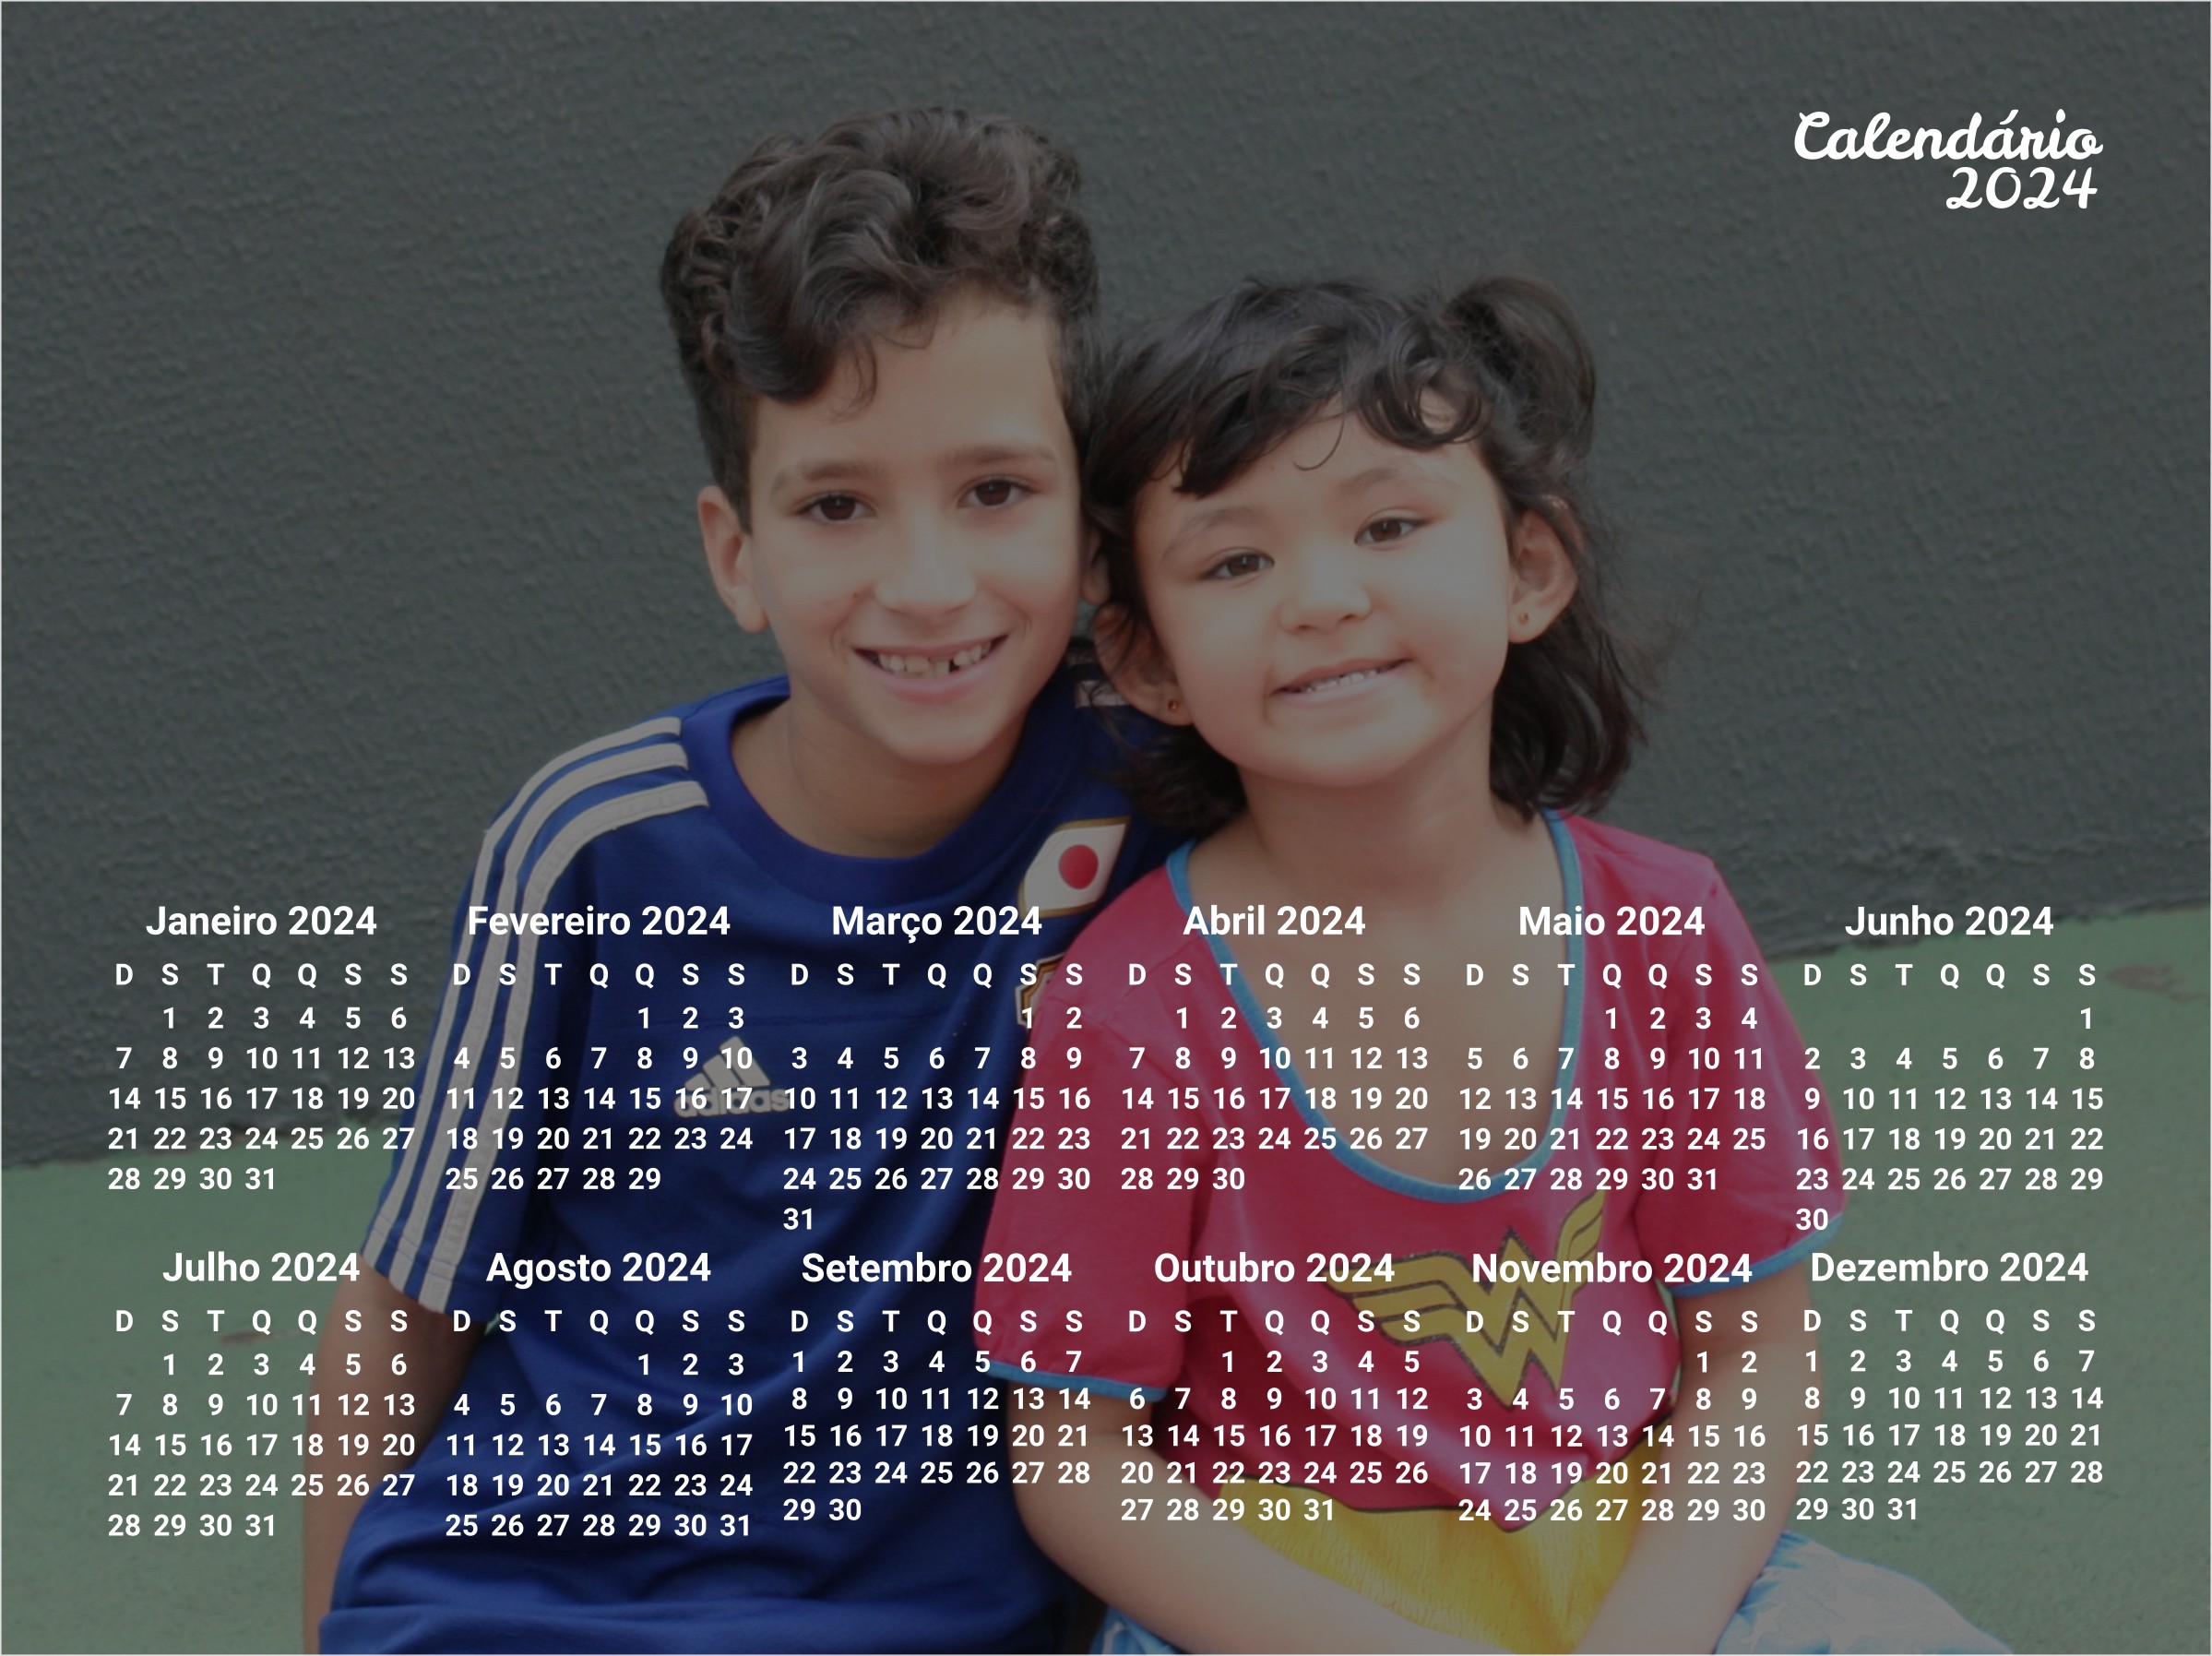 Calendário
2024
Janeiro 2024
D S T Q Q S S
1 2 3 4 5 6
7 8 9 10 11 12 13
14 15 16 17 18 19 20
21 22 23 24 25 26 27
28 29 30 31
Fevereiro 2024
D S T Q Q S S
1 2 3
4 5 6 7 8 9 10
11 12 13 14 15 16 17
18 19 20 21 22 23 24
25 26 27 28 29
Março 2024
D S T Q Q S S
1 2
3 4 5 6 7 8 9
10 11 12 13 14 15 16
17 18 19 20 21 22 23
24 25 26 27 28 29 30
31
Abril 2024
D S T Q Q S S
1 2 3 4 5 6
7 8 9 10 11 12 13
14 15 16 17 18 19 20
21 22 23 24 25 26 27
28 29 30
Maio 2024
D S T Q Q S S
1 2 3 4
5 6 7 8 9 10 11
12 13 14 15 16 17 18
19 20 21 22 23 24 25
26 27 28 29 30 31
Junho 2024
D S T Q Q S S
1
2 3 4 5 6 7 8
9 10 11 12 13 14 15
16 17 18 19 20 21 22
23 24 25 26 27 28 29
30
adidas
Julho 2024
D S T Q Q S S
1 2 3 4 5 6
7 8 9 10 11 12 13
14 15 16 17 18 19 20
21 22 23 24 25 26 27
28 29 30 31
Agosto 2024
D S T Q Q S S
1 2 3
4 5 6 7 8 9 10
11 12 13 14 15 16 17
18 19 20 21 22 23 24
25 26 27 28 29 30 31
Setembro 2024
D S T Q Q S S
1 2 3 4 5 6 7
8 9 10 11 12 13 14
15 16 17 18 19 20 21
22 23 24 25 26 27 28
29 30
Outubro 2024
D S T Q Q S S
1 2 3 4 5
6 7 8 9 10 11 12
13 14 15 16 17 18 19
20 21 22 23 24 25 26
27 28 29 30 31
Novembro 2024
D S T Q Q S S
1 2
3 4 5 6 7 8 9
10 11 12 13 14 15 16
17 18 19 20 21 22 23
24 25 26 27 28 29 30
Dezembro 2024
D S T Q Q S S
1 2 3 4 5 6 7
8 9 10 11 12 13 14
15 16 17 18 19 20 21
22 23 24 25 26 27 28
29 30 31